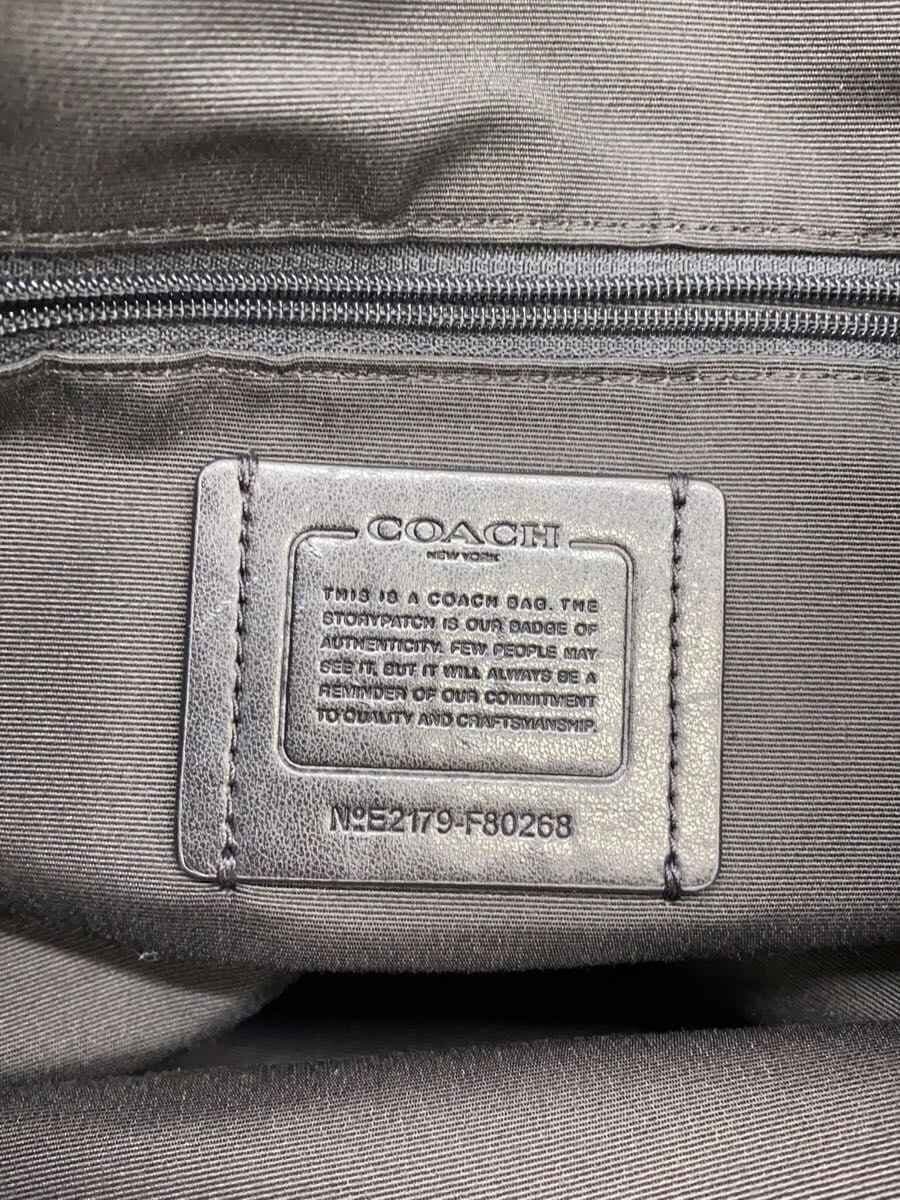 COACH
NEW YORK
THIS IS A COACH BAG. THE
STORYPATCH IS OUR BADGE OF
AUTHENTICITY. FEW PEOPLE MAY
SEE IT, BUT IT WILL ALWAYS BE A
REMINDER OF OUR COMMITMENT
TO QUALITY AND CRAFTSMANSHIP.
NºE2179-F80268